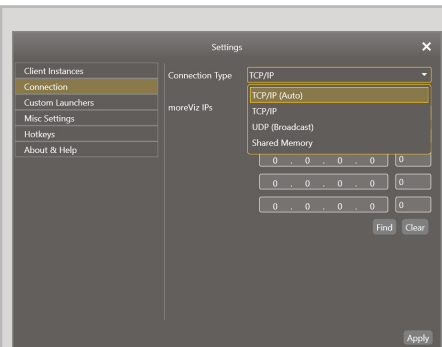 Settings
Client Instances
Connection
Custom Launchers
Misc Settings
Hotkeys
About & Help
Connection Type
TCP/IP
TCP/IP (Auto)
TCP/IP
UDP (Broadcast)
Shared Memory
moreViz IPs
0 . 0 . 0 . 0 0
0 . 0 . 0 . 0 0
0 . 0 . 0 . 0 0
Find Clear
Apply